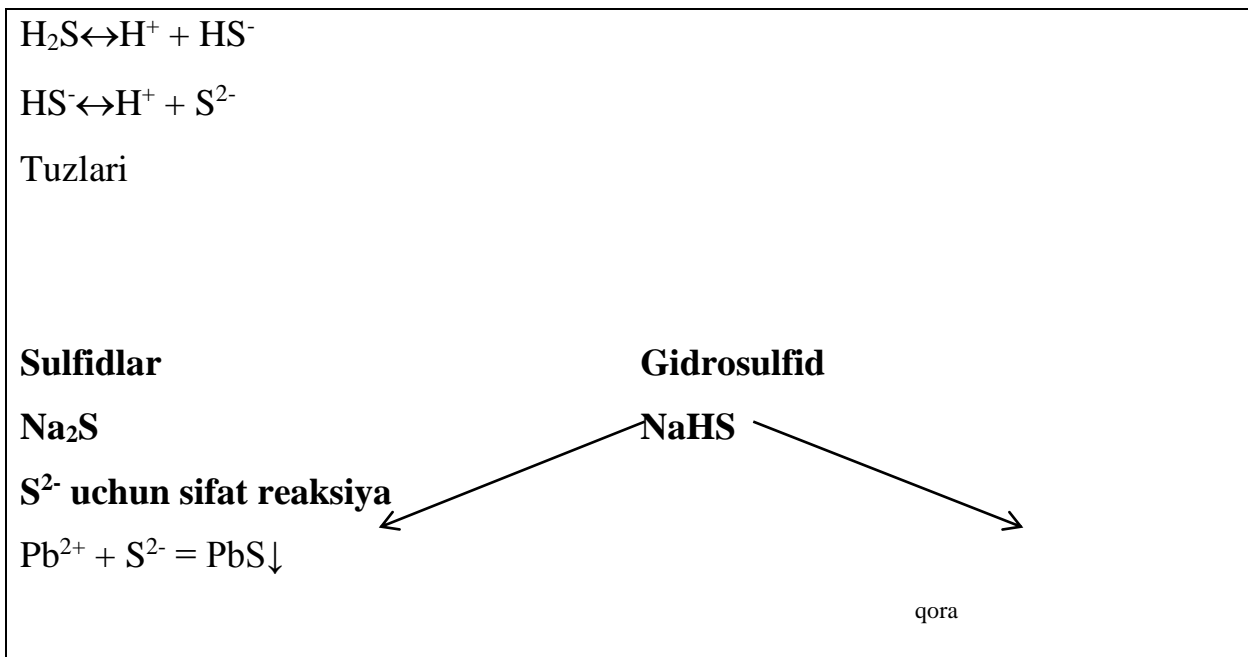 H₂S↔H⁺ + HS⁻
HS⁻↔H⁺ + S²⁻
Tuzlari
Sulfidlar Gidrosulfid
Na₂S NaHS
S²⁻ uchun sifat reaksiya
Pb²⁺ + S²⁻ = PbS↓
qora